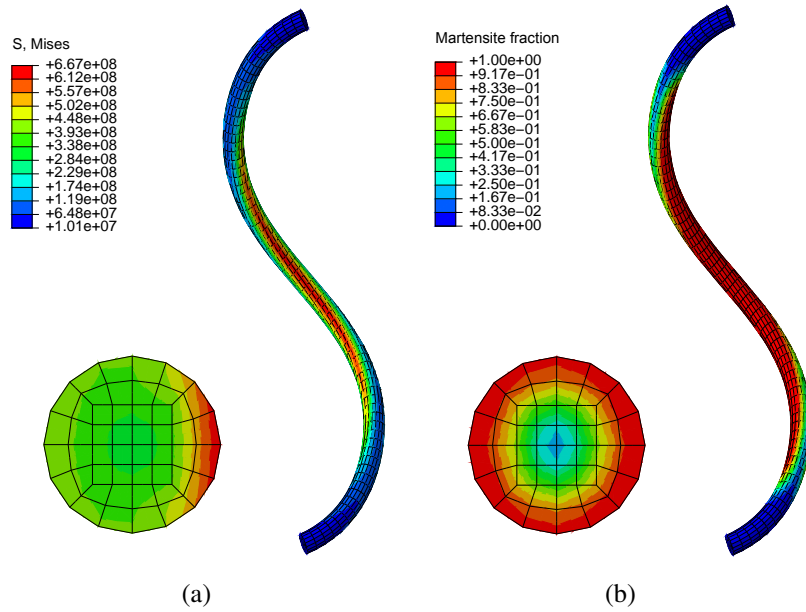 S, Mises
+6.67e+08
+6.12e+08
+5.57e+08
+5.02e+08
+4.48e+08
+3.93e+08
+3.38e+08
+2.84e+08
+2.29e+08
+1.74e+08
+1.19e+08
+6.48e+07
+1.01e+07
Martensite fraction
+1.00e+00
+9.17e-01
+8.33e-01
+7.50e-01
+6.67e-01
+5.83e-01
+5.00e-01
+4.17e-01
+3.33e-01
+2.50e-01
+1.67e-01
+8.33e-02
+0.00e+00
(a)
(b)